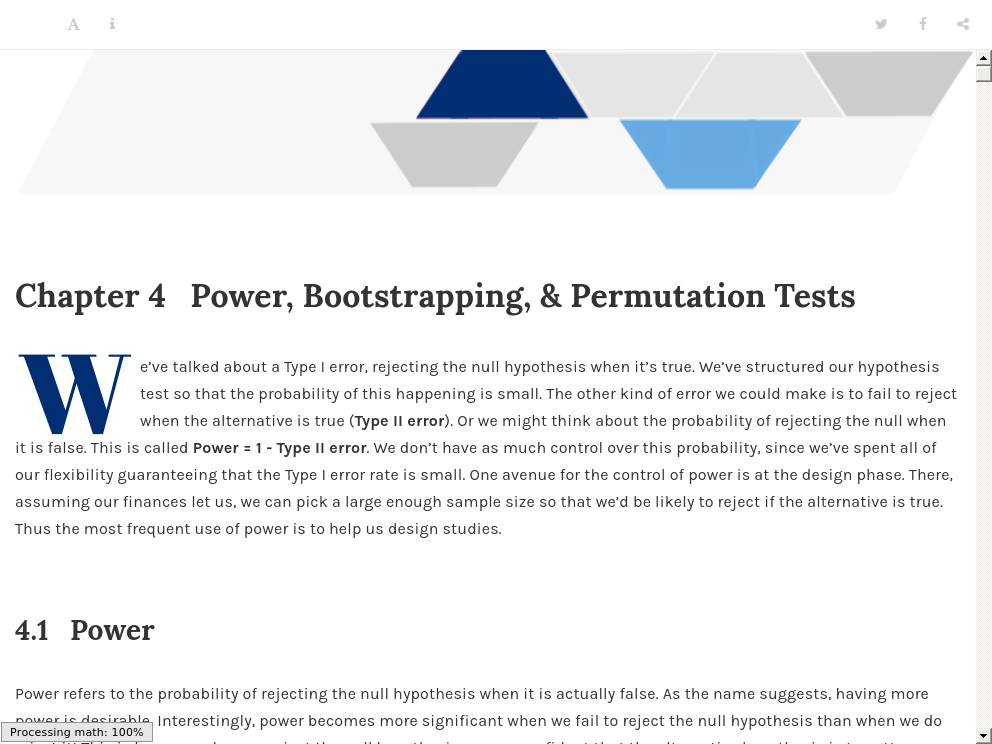 A i
Chapter 4 Power, Bootstrapping, & Permutation Tests
We’ve talked about a Type I error, rejecting the null hypothesis when it’s true. We’ve structured our hypothesis
test so that the probability of this happening is small. The other kind of error we could make is to fail to reject
when the alternative is true (Type II error). Or we might think about the probability of rejecting the null when
it is false. This is called Power = 1 - Type II error. We don’t have as much control over this probability, since we’ve spent all of
our flexibility guaranteeing that the Type I error rate is small. One avenue for the control of power is at the design phase. There,
assuming our finances let us, we can pick a large enough sample size so that we’d be likely to reject if the alternative is true.
Thus the most frequent use of power is to help us design studies.
4.1 Power
Power refers to the probability of rejecting the null hypothesis when it is actually false. As the name suggests, having more
power is desirable. Interestingly, power becomes more significant when we fail to reject the null hypothesis than when we do
Processing math: 100%